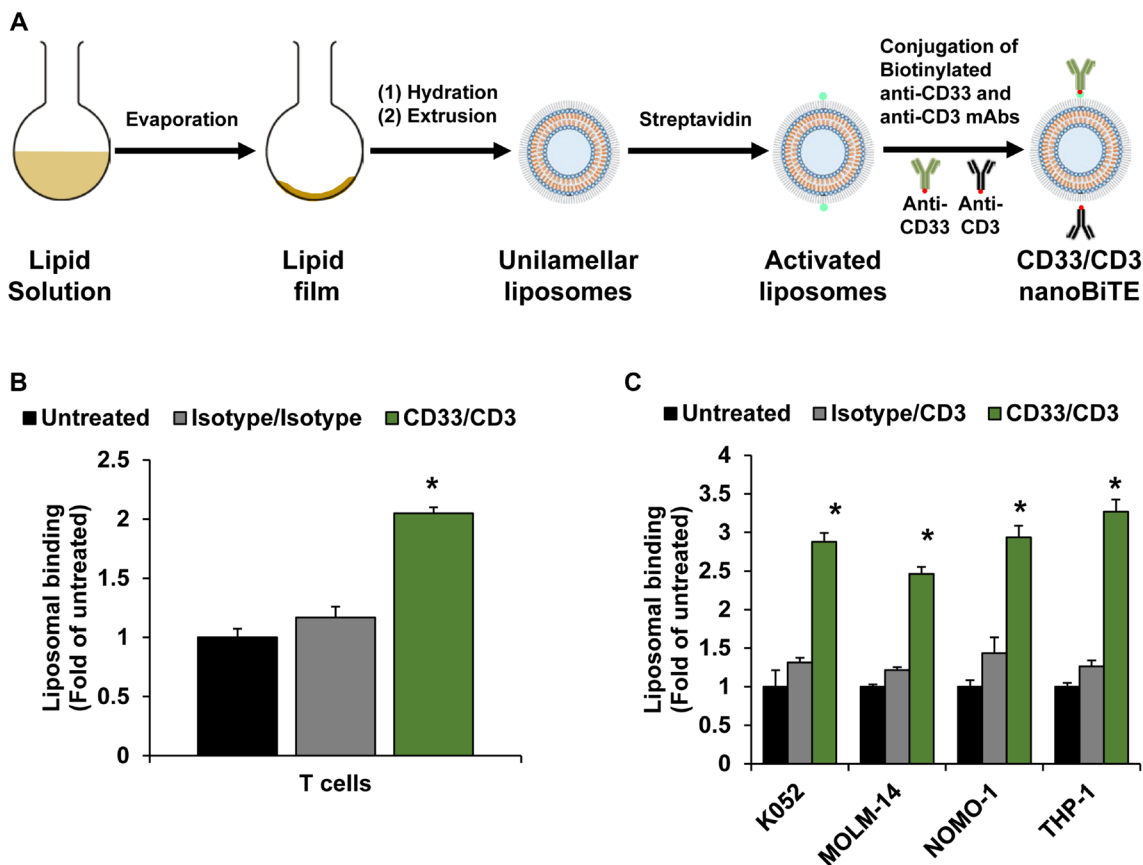 A
Evaporation
(1) Hydration
(2) Extrusion
Streptavidin
Conjugation of
Biotinylated
anti-CD33 and
anti-CD3 mAbs
Anti-
CD33
Anti-
CD3
Lipid
Solution
Lipid
film
Unilamellar
liposomes
Activated
liposomes
CD33/CD3
nanoBiTE
B
Untreated
Isotype/Isotype
CD33/CD3
Liposomal binding
(Fold of untreated)
2.5
2
1.5
1
0.5
0
*
T cells
C
Untreated
Isotype/CD3
CD33/CD3
Liposomal binding
(Fold of untreated)
4
3.5
3
2.5
2
1.5
1
0.5
0
*
*
*
*
K052
MOLM-14
NOMO-1
THP-1